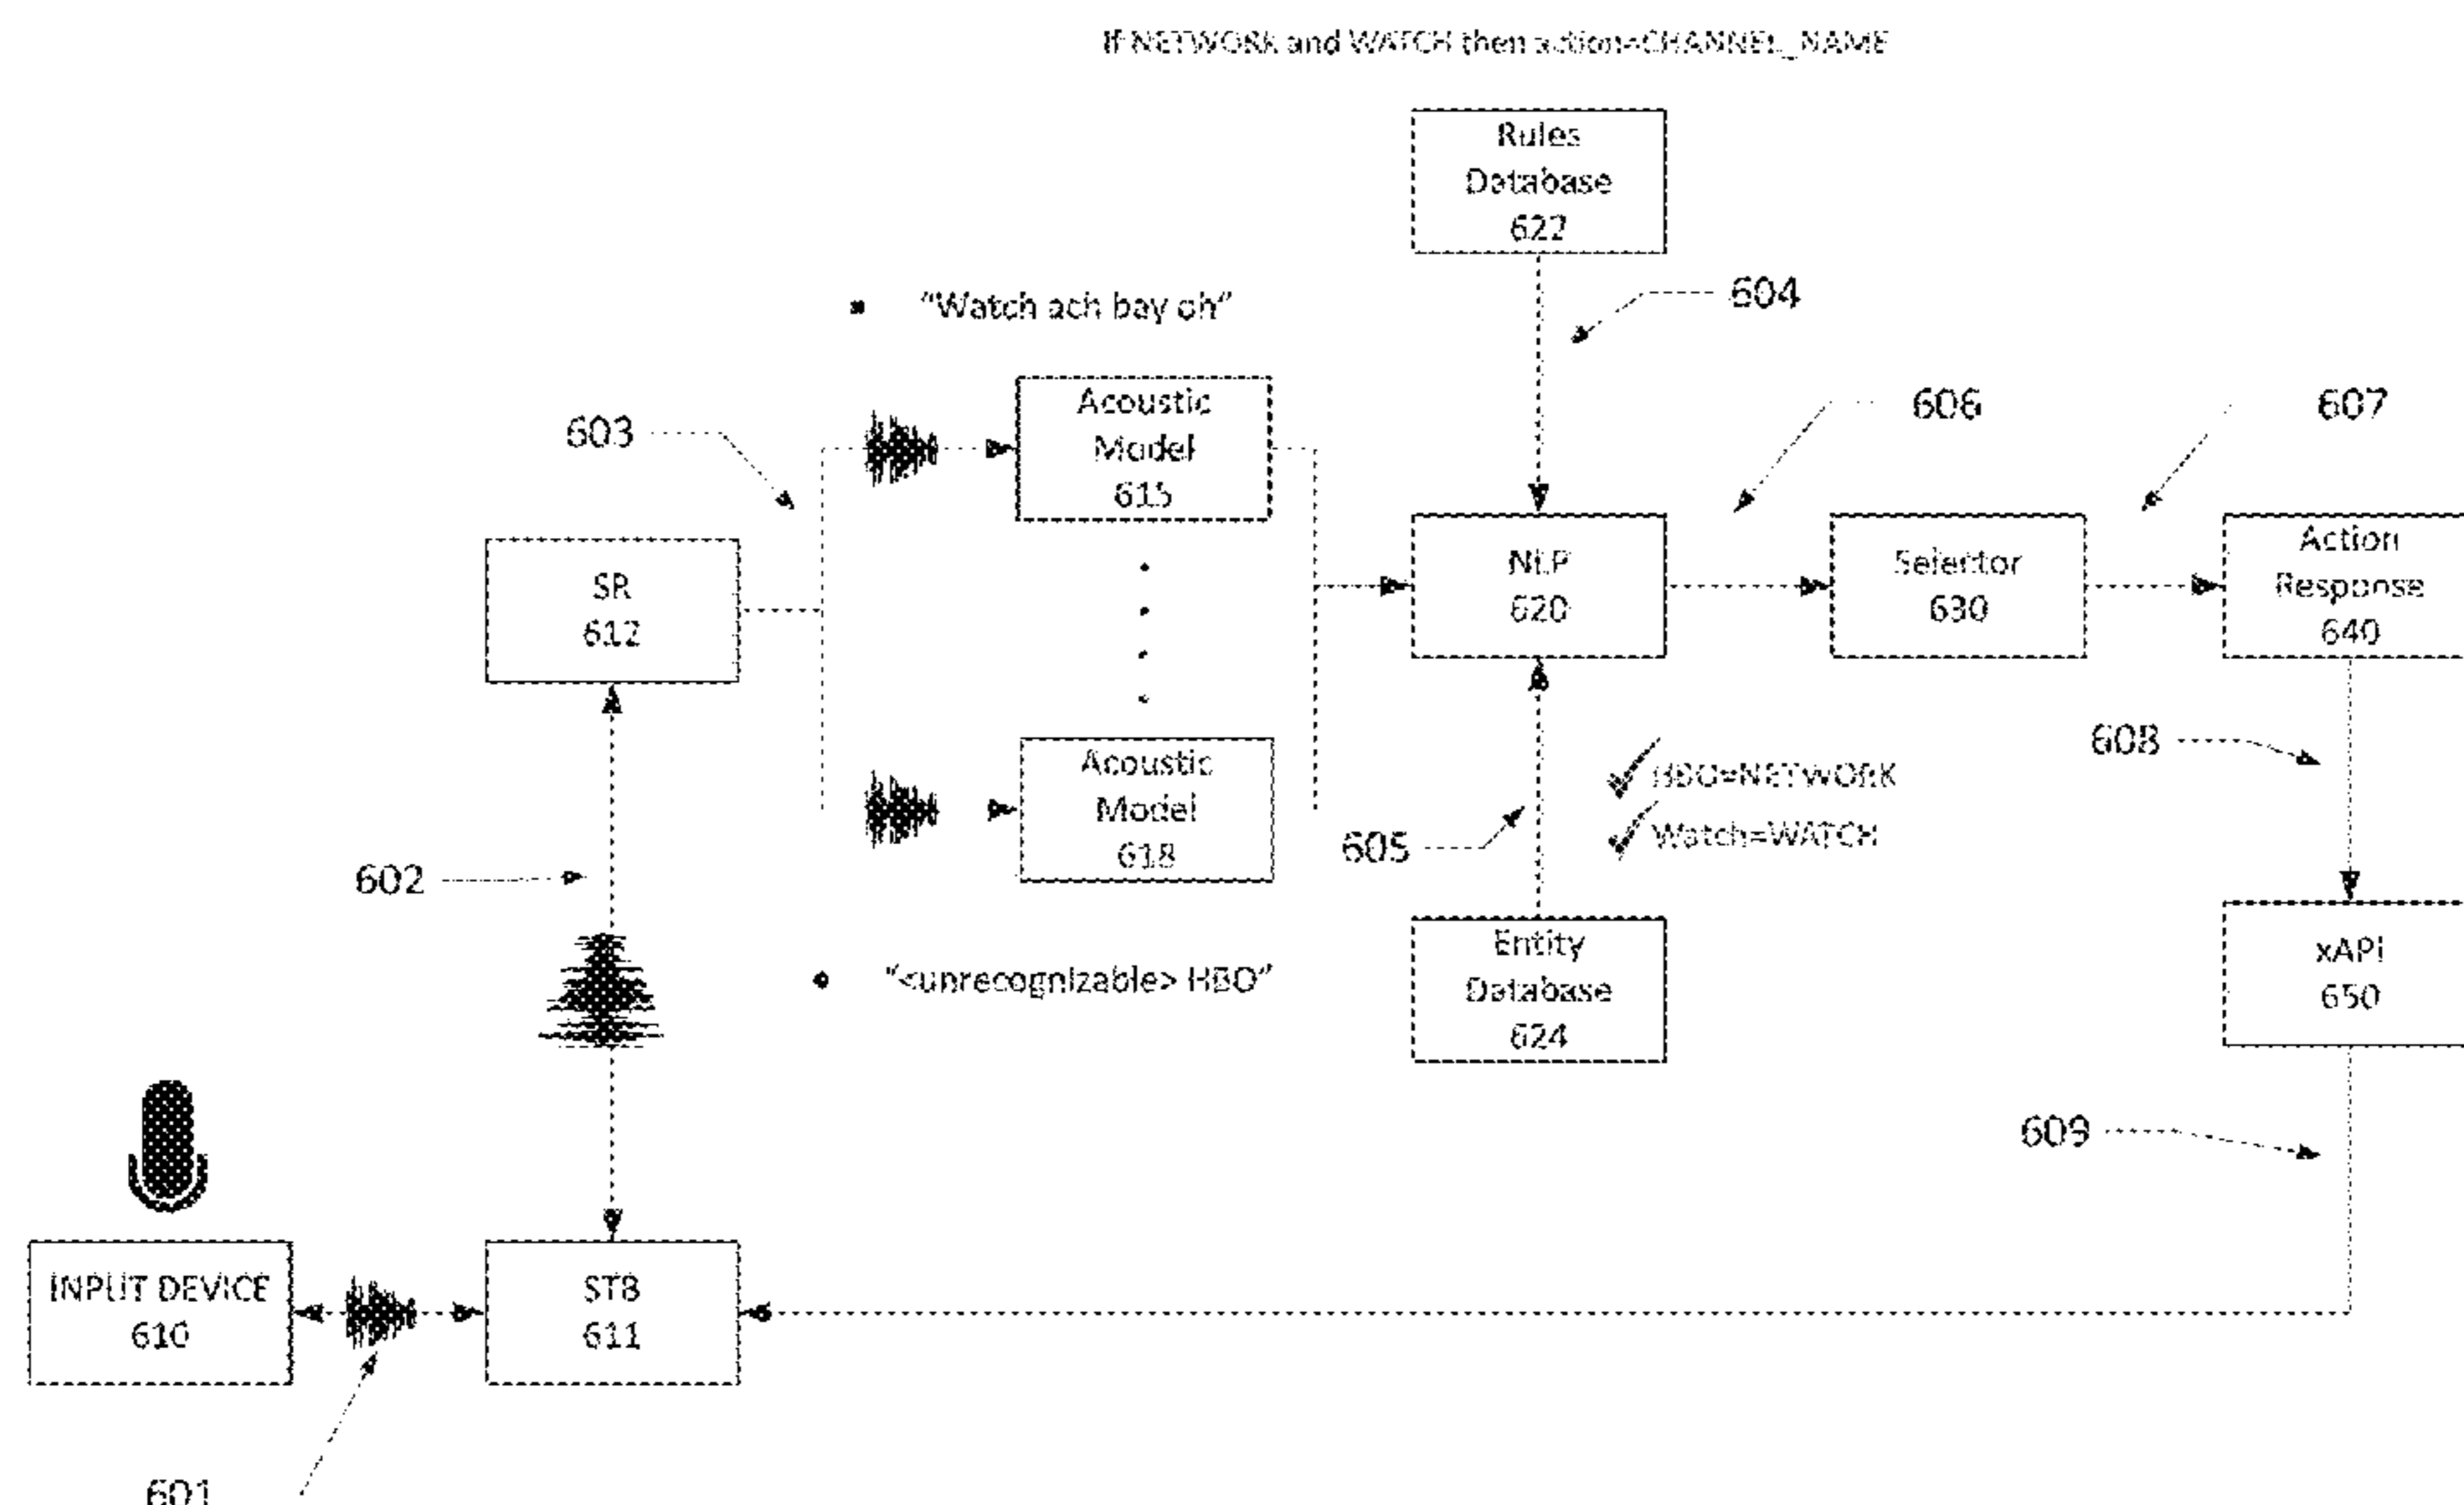 If NETWORK and WATCH then action=CHANNEL_NAME
Rules
Database
622
604
"Watch ach bay oh"
603
Acoustic
Model
615
606
607
SR
612
NLP
620
Selector
630
Action
Response
640
608
602
Acoustic
Model
618
605
HBO=NETWORK
Watch=WATCH
"<unrecognizable> HBO"
Entity
Database
624
xAPI
650
609
INPUT DEVICE
610
STB
611
601